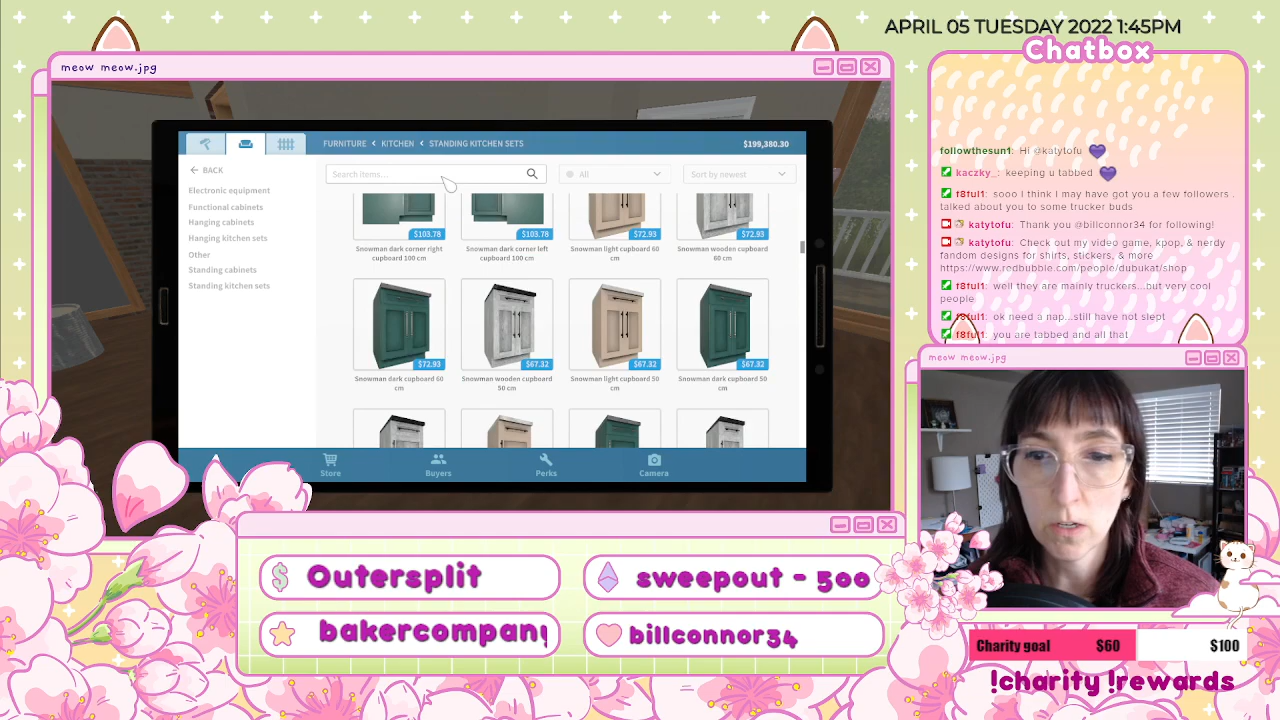 APRIL 05 TUESDAY 2022 1:45PM
meow meow.jpg
Chatbox
FURNITURE < KITCHEN < STANDING KITCHEN SETS
$199,380.30
BACK
Search items...
All
Sort by newest
Electronic equipment
Functional cabinets
Hanging cabinets
Hanging kitchen sets
Other
Standing cabinets
Standing kitchen sets
$103.78
$103.78
$72.93
$72.93
Snowman dark corner right
cupboard 100 cm
Snowman dark corner left
cupboard 100 cm
Snowman light cupboard 60
cm
Snowman wooden cupboard
60 cm
$72.93
$67.32
$67.32
$67.32
Snowman dark cupboard 60
cm
Snowman wooden cupboard
50 cm
Snowman light cupboard 50
cm
Snowman dark cupboard 50
cm
Store
Buyers
Perks
Camera
followthesun1: Hi @katytofu
kaczky_: keeping u tabbed
f8ful1: sooo I think I may have got you a few followers .
talked about you to some trucker buds
katytofu: Thank you @billconnor34 for following!
katytofu: Check out my video game, kpop, & nerdy
fandom designs for shirts, stickers, & more
https://www.redbubble.com/people/dubukat/shop
f8ful1: well they are mainly truckers...but very cool
people
f8ful1: ok need a nap...still have not slept
f8ful1: you are tabbed and all that
meow meow.jpg
Outersplit
sweepout - 500
bakercompany
billconnor34
Charity goal
$60
$100
!charity !rewards